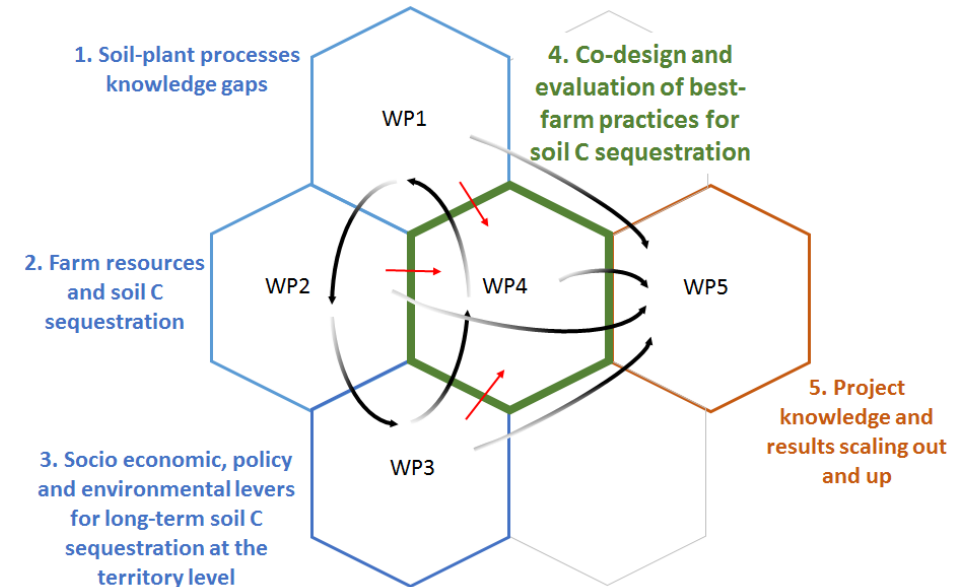 1. Soil-plant processes
knowledge gaps
4. Co-design and
evaluation of best-
farm practices for
soil C sequestration
WP1
2. Farm resources
and soil C
sequestration
WP2
WP4
WP5
3. Socio economic, policy
and environmental levers
for long-term soil C
sequestration at the
territory level
WP3
5. Project
knowledge and
results scaling out
and up